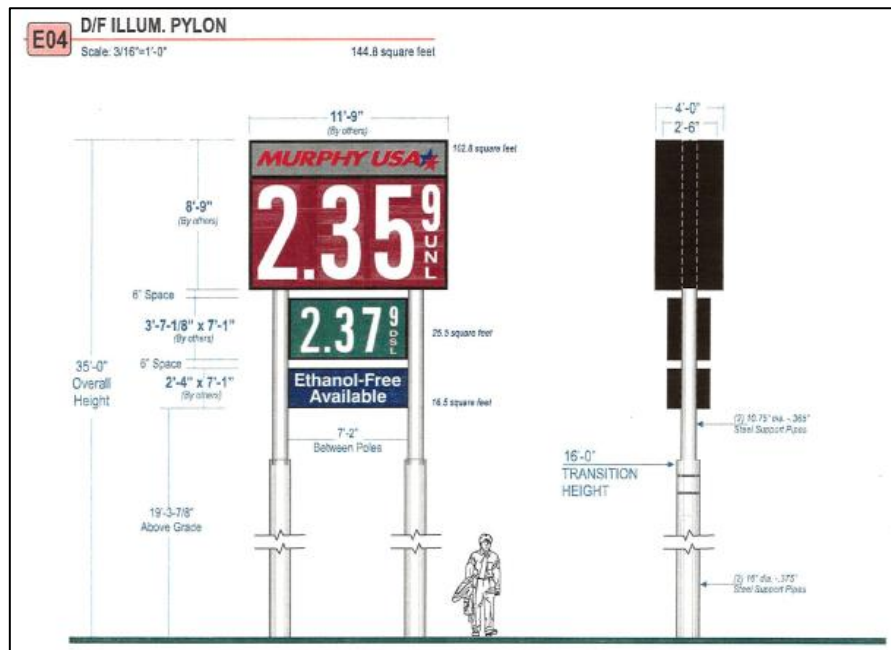 E04
D/F ILLUM. PYLON
Scale: 3/16"=1'-0"
144.8 square feet
11'-9"
(By others)
MURPHY USA
102.8 square feet
8'-9"
(By others)
2.35 9
UNL
6" Space
3'-7-1/8" x 7'-1"
(By others)
2.37 9
DSL
25.5 square feet
6" Space
2'-4" x 7'-1"
(By others)
Ethanol-Free
Available
16.5 square feet
35'-0"
Overall
Height
7'-2"
Between Poles
19'-3-7/8"
Above Grade
4'-0"
2'-6"
(2) 10.75" dia. -.365"
Steel Support Pipes
16'-0"
TRANSITION
HEIGHT
(2) 16" dia. -.375"
Steel Support Pipes